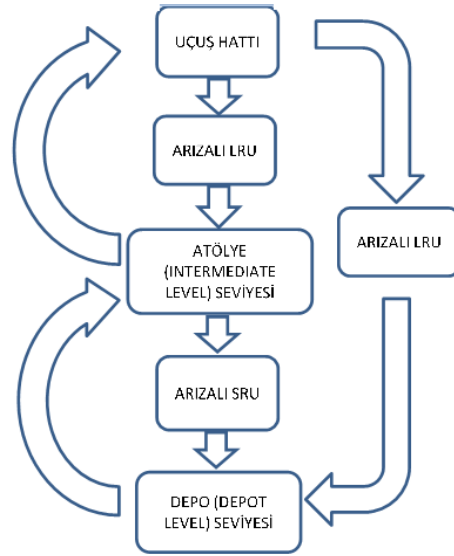 UÇUŞ HATTI
ARIZALI LRU
ATÖLYE
(INTERMEDIATE
LEVEL) SEVİYESİ
ARIZALI LRU
ARIZALI SRU
DEPO (DEPOT
LEVEL) SEVİYESİ